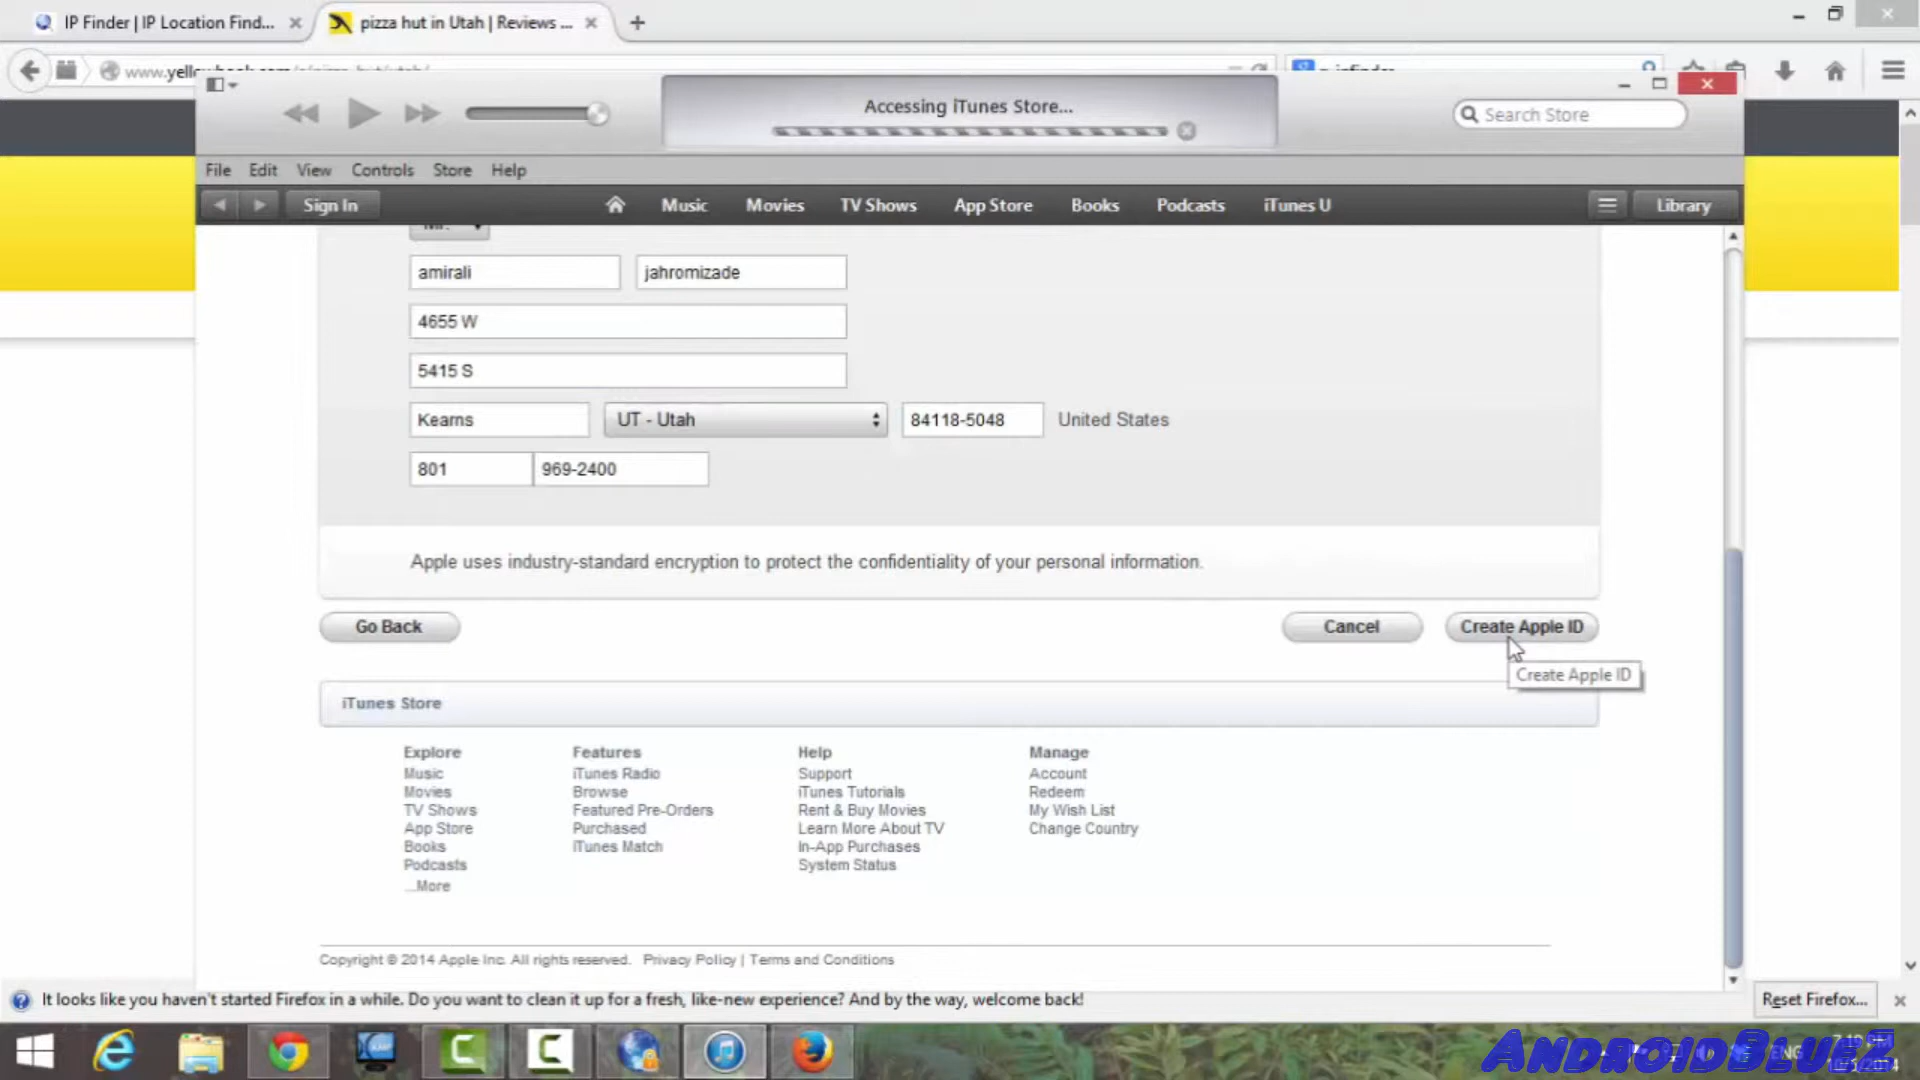 IP Finder | IP Location Find...
pizza hut in Utah | Reviews ...
Accessing iTunes Store...
Search Store
File Edit View Controls Store Help
Sign In
Music Movies TV Shows App Store Books Podcasts iTunes U
Library
amirali jahromizade
4655 W
5415 S
Kearns UT - Utah 84118-5048 United States
801 969-2400
Apple uses industry-standard encryption to protect the confidentiality of your personal information.
Go Back Cancel Create Apple ID
Create Apple ID
iTunes Store
Explore
Music
Movies
TV Shows
App Store
Books
Podcasts
...More
Features
iTunes Radio
Browse
Featured Pre-Orders
Purchased
iTunes Match
Help
Support
iTunes Tutorials
Rent & Buy Movies
Learn More About TV
In-App Purchases
System Status
Manage
Account
Redeem
My Wish List
Change Country
Copyright © 2014 Apple Inc. All rights reserved. Privacy Policy | Terms and Conditions
It looks like you haven't started Firefox in a while. Do you want to clean it up for a fresh, like-new experience? And by the way, welcome back!
Reset Firefox...
ANDROIDBLUEZ
ENG